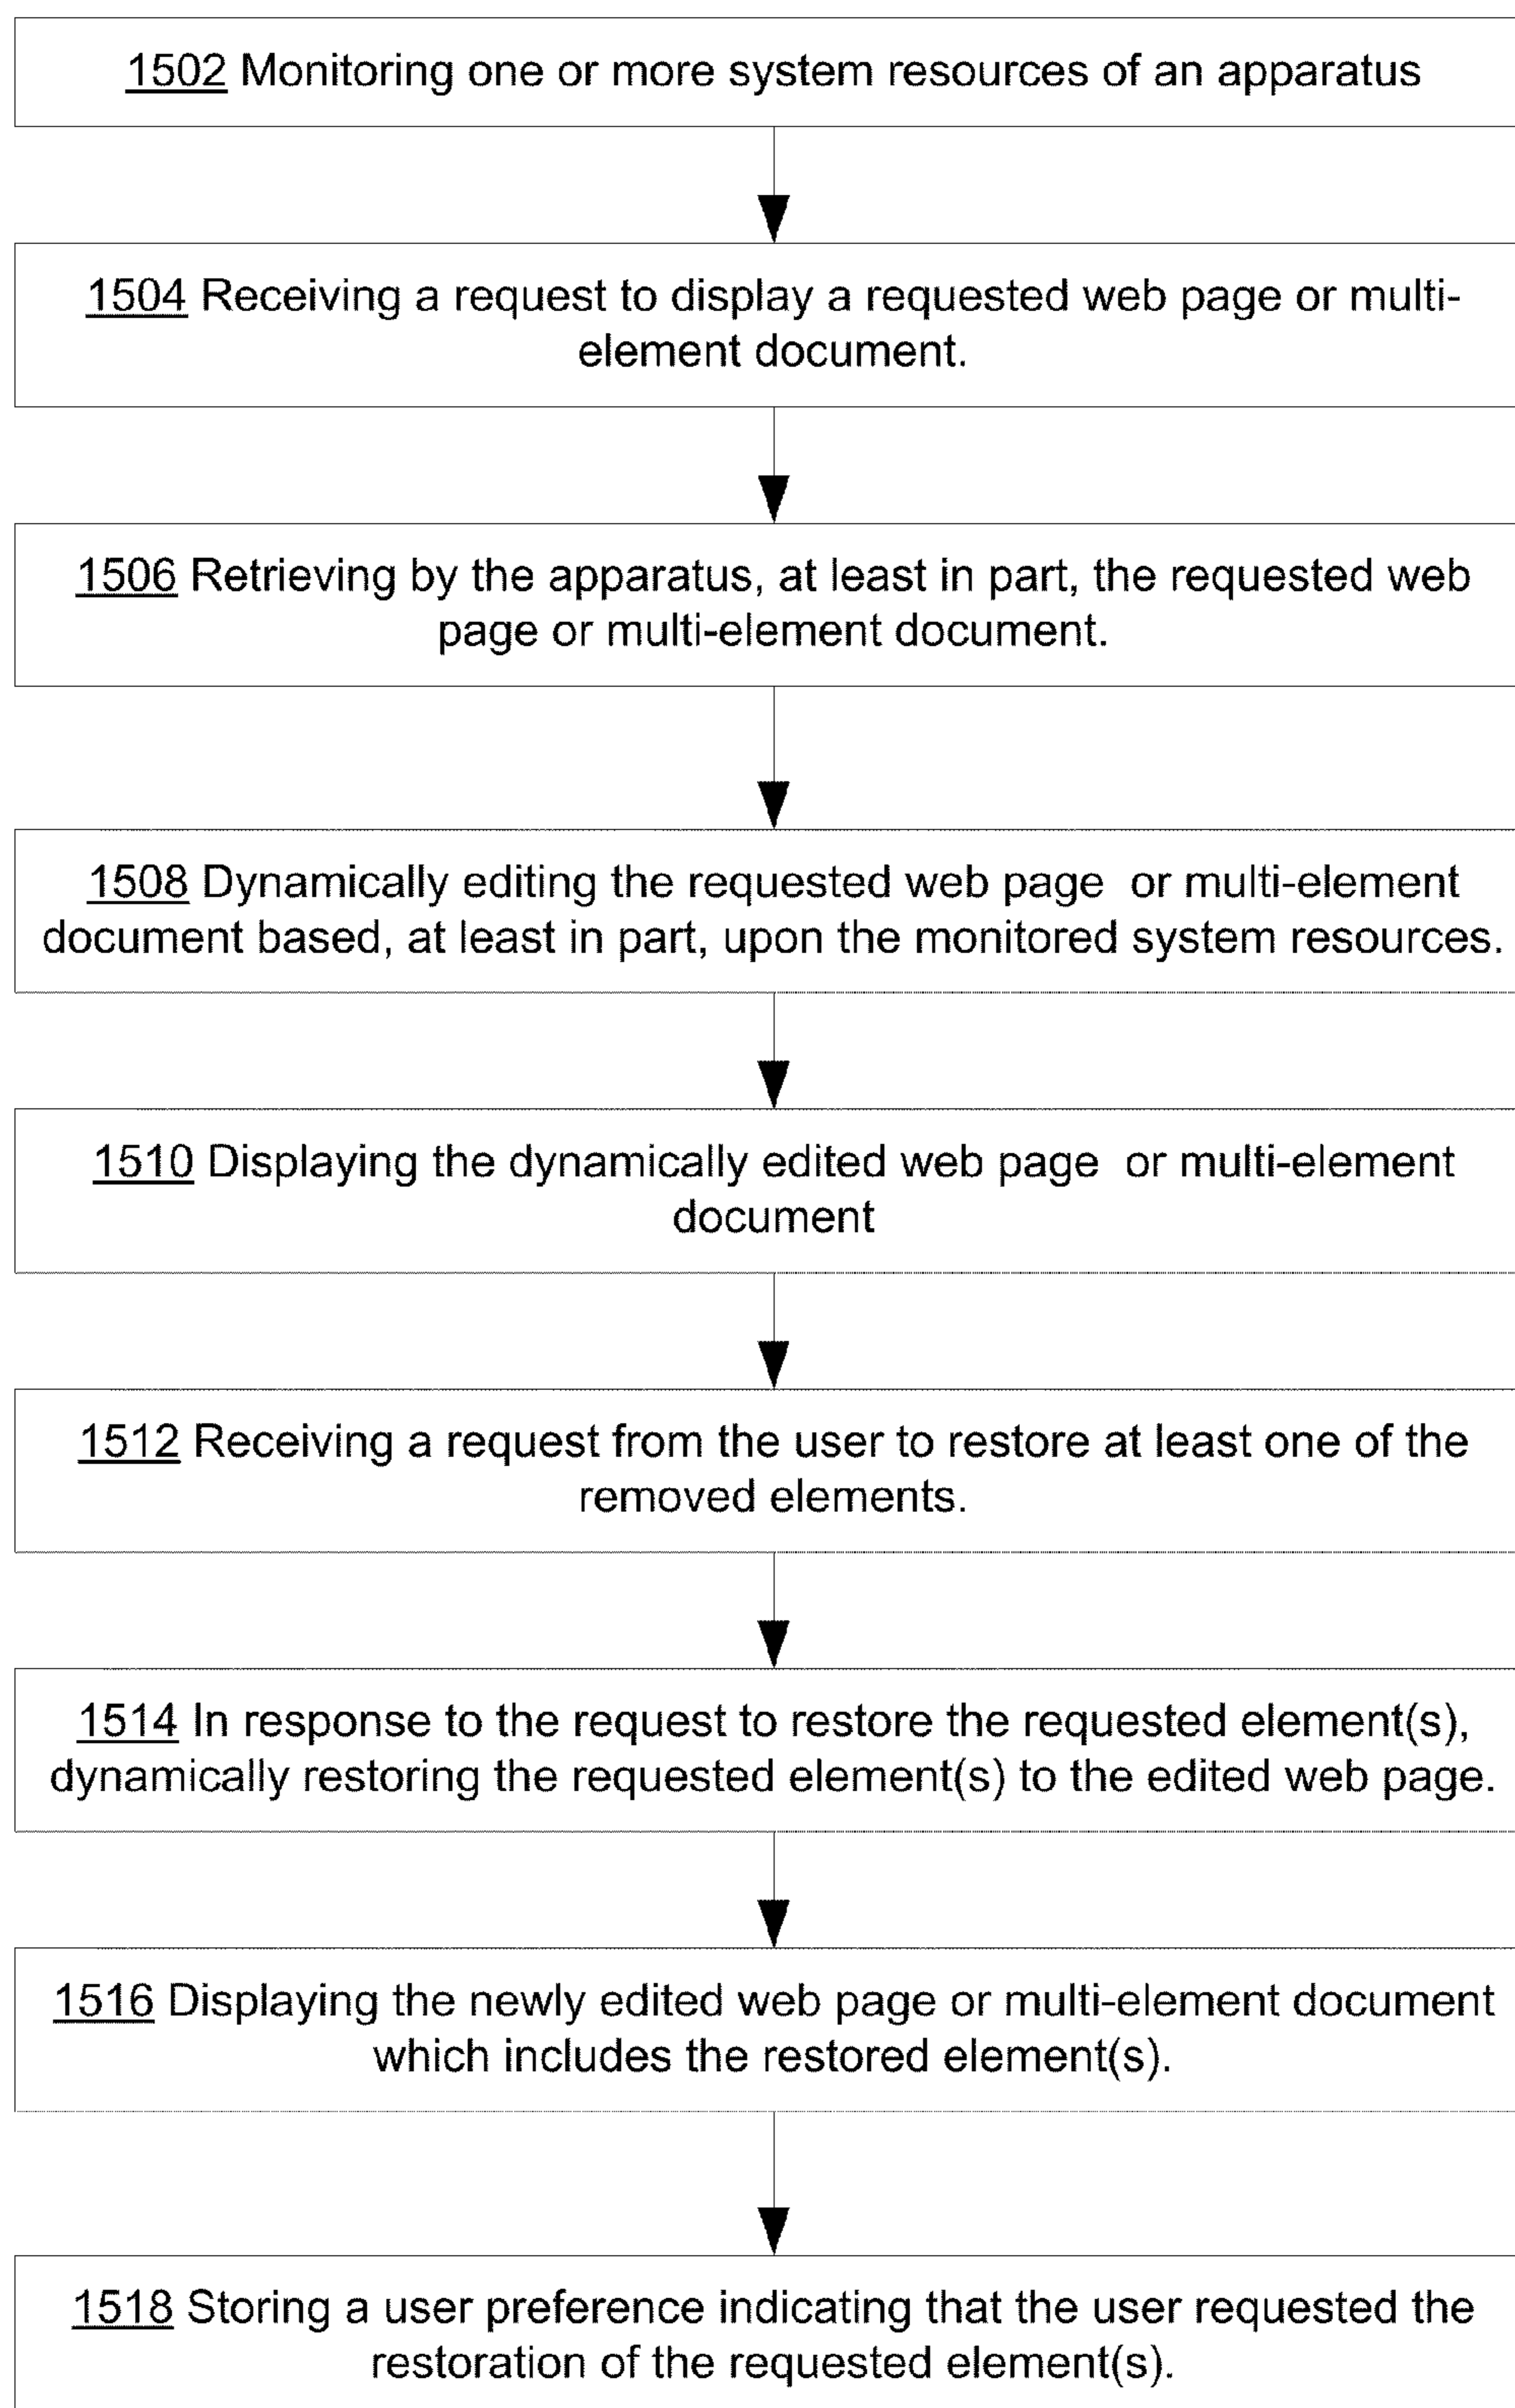 1502 Monitoring one or more system resources of an apparatus
1504 Receiving a request to display a requested web page or multi-
element document.
1506 Retrieving by the apparatus, at least in part, the requested web
page or multi-element document.
1508 Dynamically editing the requested web page or multi-element
document based, at least in part, upon the monitored system resources.
1510 Displaying the dynamically edited web page or multi-element
document
1512 Receiving a request from the user to restore at least one of the
removed elements.
1514 In response to the request to restore the requested element(s),
dynamically restoring the requested element(s) to the edited web page.
1516 Displaying the newly edited web page or multi-element document
which includes the restored element(s).
1518 Storing a user preference indicating that the user requested the
restoration of the requested element(s).